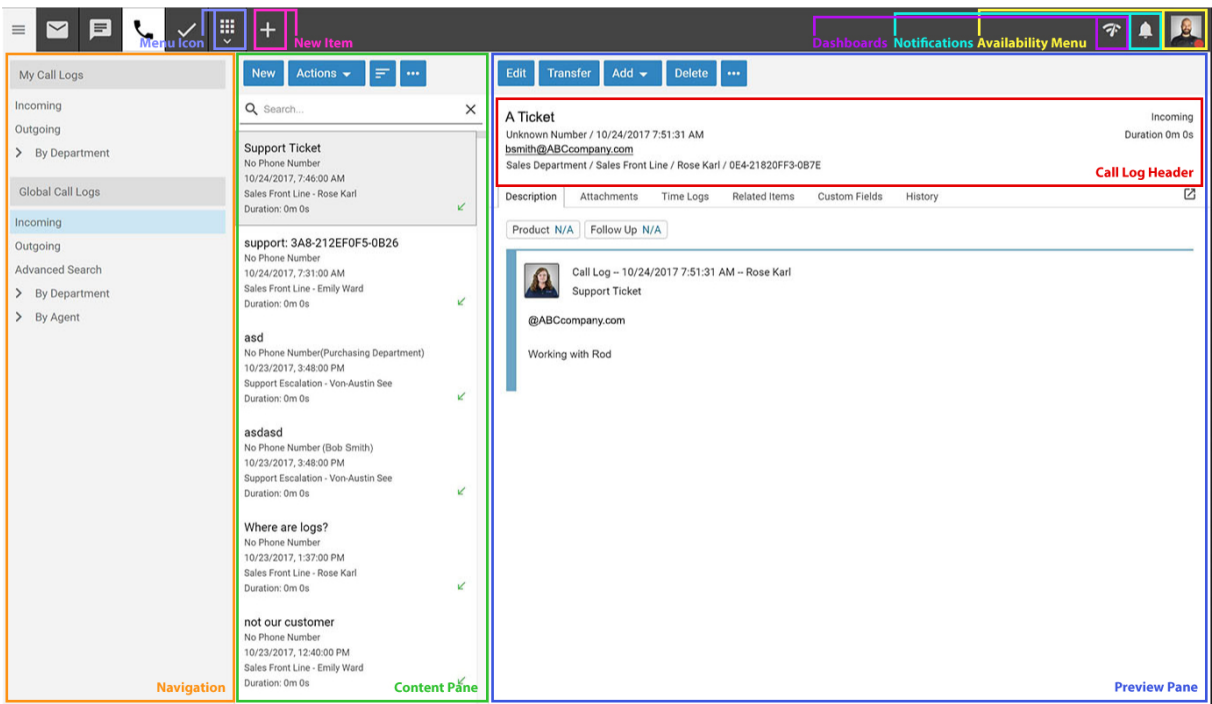 Menu Icon
New Item
Dashboards
Notifications
Availability Menu
My Call Logs
Incoming
Outgoing
By Department
Global Call Logs
Incoming
Outgoing
Advanced Search
By Department
By Agent
Navigation
New
Actions
Search...
Support Ticket
No Phone Number
10/24/2017, 7:46:00 AM
Sales Front Line - Rose Karl
Duration: 0m 0s
support: 3A8-212EF0F5-0B26
No Phone Number
10/24/2017, 7:31:00 AM
Sales Front Line - Emily Ward
Duration: 0m 0s
asd
No Phone Number(Purchasing Department)
10/23/2017, 3:48:00 PM
Support Escalation - Von-Austin See
Duration: 0m 0s
asdasd
No Phone Number (Bob Smith)
10/23/2017, 3:48:00 PM
Support Escalation - Von-Austin See
Duration: 0m 0s
Where are logs?
No Phone Number
10/23/2017, 1:37:00 PM
Sales Front Line - Rose Karl
Duration: 0m 0s
not our customer
No Phone Number
10/23/2017, 12:40:00 PM
Sales Front Line - Emily Ward
Duration: 0m 0s
Content Pane
Edit
Transfer
Add
Delete
A Ticket
Incoming
Unknown Number / 10/24/2017 7:51:31 AM
Duration 0m 0s
bsmith@ABCcompany.com
Sales Department / Sales Front Line / Rose Karl / 0E4-21820FF3-0B7E
Call Log Header
Description
Attachments
Time Logs
Related Items
Custom Fields
History
Product N/A
Follow Up N/A
Call Log -- 10/24/2017 7:51:31 AM -- Rose Karl
Support Ticket
@ABCcompany.com
Working with Rod
Preview Pane